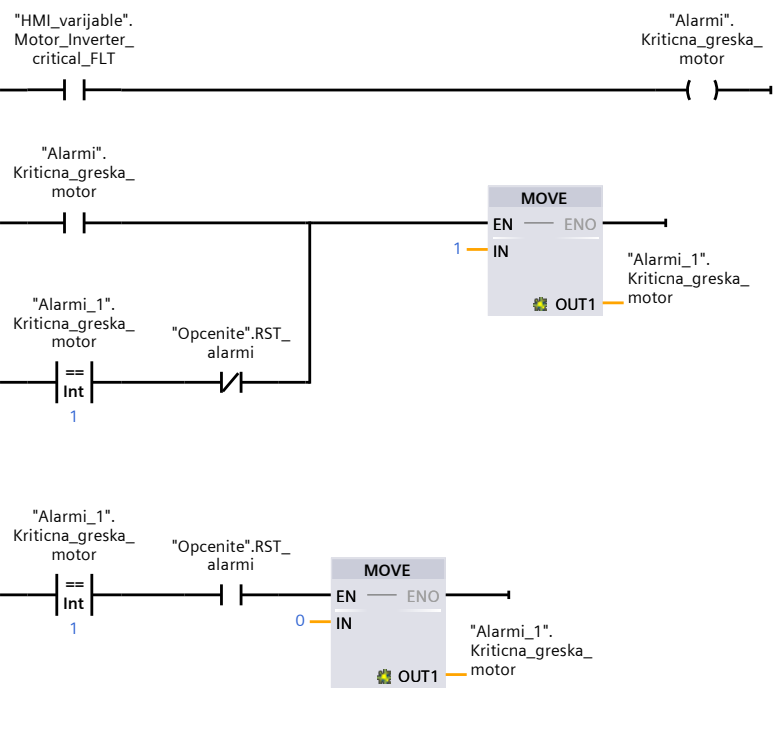 "HMI_varijable".
Motor_Inverter_
critical_FLT
"Alarmi".
Kriticna_greska_
motor
"Alarmi".
Kriticna_greska_
motor
MOVE
EN
ENO
1
IN
OUT1
"Alarmi_1".
Kriticna_greska_
motor
"Alarmi_1".
Kriticna_greska_
motor
==
Int
1
"Opcenite".RST_
alarmi
"Alarmi_1".
Kriticna_greska_
motor
==
Int
1
"Opcenite".RST_
alarmi
MOVE
EN
ENO
0
IN
OUT1
"Alarmi_1".
Kriticna_greska_
motor